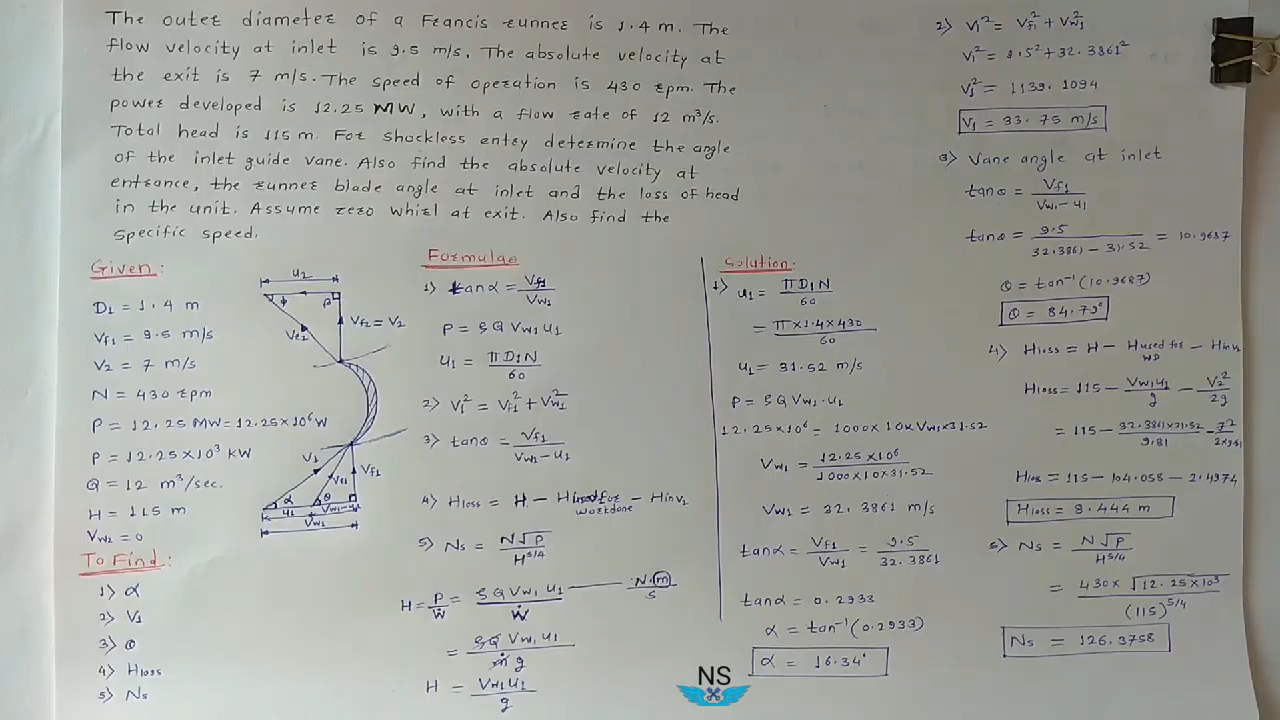 The outer diameter of a Francis runner is 1.4 m. The
flow velocity at inlet is 9.5 m/s. The absolute velocity at
the exit is 7 m/s. The speed of operation is 430 rpm. The
power developed is 12.25 MW, with a flow rate of 12 m³/s.
Total head is 115 m. For shockless entry determine the angle
of the inlet guide vane. Also find the absolute velocity at
entrance, the runner blade angle at inlet and the loss of head
in the unit. Assume zero whirl at exit. Also find the
specific speed.
Given:
D1 = 1.4 m
Vf1 = 9.5 m/s
V2 = 7 m/s
N = 430 rpm
P = 12.25 MW = 12.25×10⁶ W
P = 12.25×10³ kW
Q = 12 m³/sec.
H = 115 m
Vw2 = 0
To Find:
1) α
2) V1
3) θ
4) Hloss
5) Ns
u2
ϕ
β
Vr2
Vf2 = V2
V1
Vr1
Vf1
α
θ
u1
Vw1-u1
Vw1
Formulae
1) tanα = Vf1/Vw1
P = ρ Q Vw1 u1
u1 = πD1N/60
2) V1² = Vf1² + Vw1²
3) tanθ = Vf1/(Vw1-u1)
4) Hloss = H - H used for workdone - Hinv2
5) Ns = N√P/H^5/4
H = P/Ẇ = ρ Q Vw1 u1/Ẇ — N·m/s
= ρQ Vw1 u1/ṁ g
H = Vw1u1/g
Solution:
1) u1 = πD1N/60
= π×1.4×430/60
u1 = 31.52 m/s
P = ρ Q Vw1·u1
12.25×10⁶ = 1000×10×Vw1×31.52
Vw1 = 12.25×10⁶/1000×10×31.52
Vw1 = 32.3861 m/s
tanα = Vf1/Vw1 = 9.5/32.3861
tanα = 0.2933
α = tan⁻¹(0.2933)
α = 16.34°
2) V1² = Vf1² + Vw1²
V1² = 9.5² + 32.3861²
V1² = 1139.1094
V1 = 33.75 m/s
3) Vane angle at inlet
tanθ = Vf1/(Vw1-u1)
tanθ = 9.5/(32.3861-31.52) = 10.9687
θ = tan⁻¹(10.9687)
θ = 84.79°
4) Hloss = H - H used for WD - Hinv2
Hloss = 115 - Vw1u1/g - V2²/2g
= 115 - 32.3861×31.52/9.81 - 7²/2×9.81
Hloss = 115 - 104.058 - 2.4974
Hloss = 8.444 m
5) Ns = N√P/H^5/4
= 430×√12.25×10³/(115)^5/4
Ns = 126.3758
NS